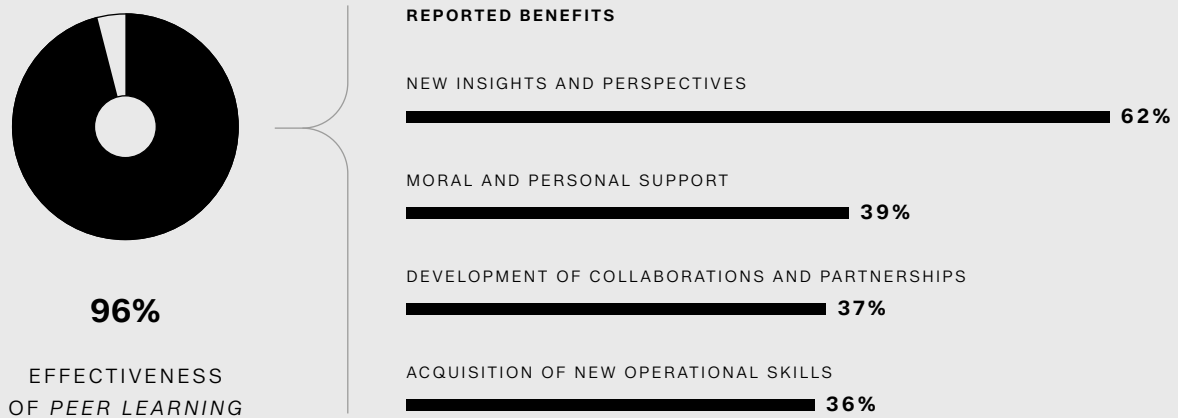 96%
EFFECTIVENESS
OF PEER LEARNING
REPORTED BENEFITS
NEW INSIGHTS AND PERSPECTIVES
62%
MORAL AND PERSONAL SUPPORT
39%
DEVELOPMENT OF COLLABORATIONS AND PARTNERSHIPS
37%
ACQUISITION OF NEW OPERATIONAL SKILLS
36%